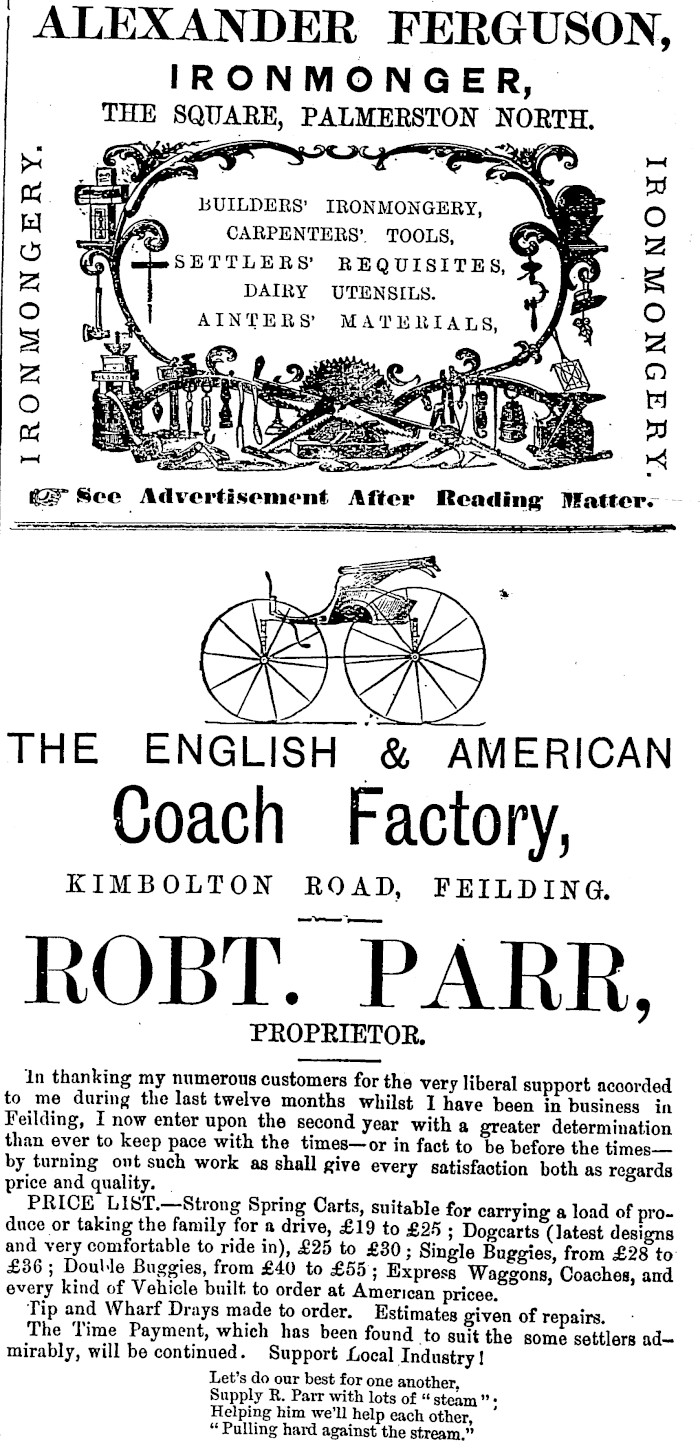 ALEXANDER FERGUSON,
IRONMONGER,
THE SQUARE, PALMERSTON NORTH.
IRONMONGERY.
BUILDERS' IRONMONGERY,
CARPENTERS' TOOLS,
SETTLERS' REQUISITES,
DAIRY UTENSILS.
AINTERS' MATERIALS,
IRONMONGERY.
See Advertisement After Reading Matter.
THE ENGLISH & AMERICAN
Coach Factory,
KIMBOLTON ROAD, FEILDING.
ROBT. PARR,
PROPRIETOR.
In thanking my numerous customers for the very liberal support accorded
to me during the last twelve months whilst I have been in business in
Feilding, I now enter upon the second year with a greater determination
than ever to keep pace with the times—or in fact to be before the times—
by turning out such work as shall give every satisfaction both as regards
price and quality.
PRICE LIST.—Strong Spring Carts, suitable for carrying a load of pro-
duce or taking the family for a drive, £19 to £25 ; Dogcarts (latest designs
and very comfortable to ride in), £25 to £30 ; Single Buggies, from £28 to
£36 ; Double Buggies, from £40 to £55 ; Express Waggons, Coaches, and
every kind of Vehicle built to order at American pricee.
Tip and Wharf Drays made to order. Estimates given of repairs.
The Time Payment, which has been found to suit the some settlers ad-
mirably, will be continued. Support Local Industry!
Let's do our best for one another,
Supply R. Parr with lots of "steam";
Helping him we'll help each other,
"Pulling hard against the stream."